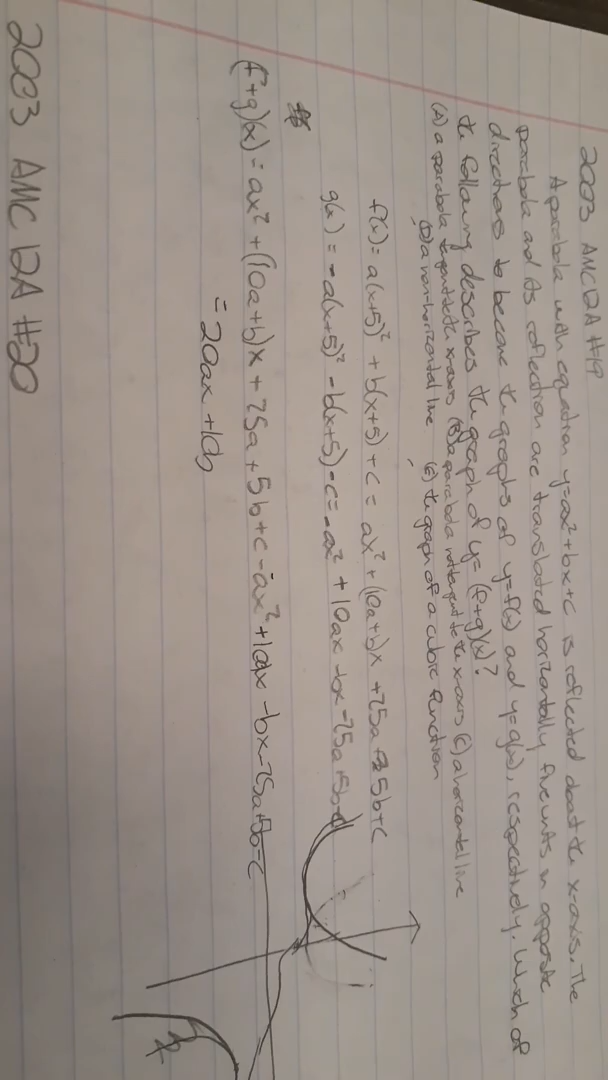 2003 AMC 12A #19
A parabola with equation y=ax²+bx+c is reflected about the x-axis. The
parabola and its reflection are translated horizontally five units in opposite
directions to become the graphs of y=f(x) and y=g(x), respectively. Which of
the following describes the graph of y=(f+g)(x)?
(A) a parabola tangent to the x-axis (B) a parabola not tangent to the x-axis (C) a horizontal line
(D) a non-horizontal line (E) the graph of a cubic function
f(x) = a(x+5)² + b(x+5) + c = ax² + (10a+b)x + 25a + 5b+c
g(x) = -a(x+5)² - b(x+5) - c = -ax² + 10ax - bx - 25a + 5b - c
(f+g)(x) = ax² + (10a+b)x + 25a + 5b + c - ax² + 10ax - bx - 25a + 5b - c
= 20ax + 10b
2003 AMC 12A #20